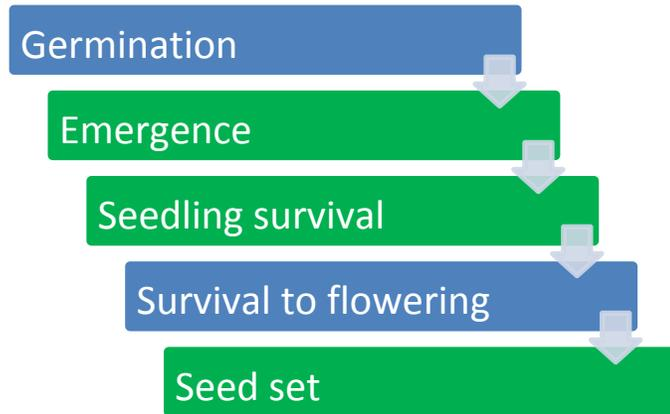 Germination
Emergence
Seedling survival
Survival to flowering
Seed set